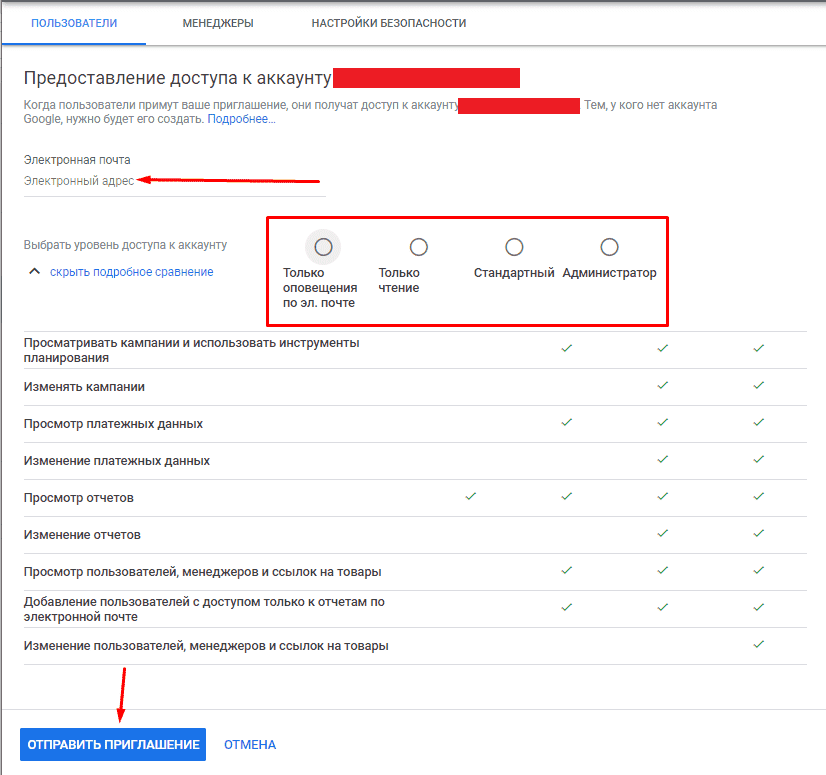 ПОЛЬЗОВАТЕЛИ МЕНЕДЖЕРЫ НАСТРОЙКИ БЕЗОПАСНОСТИ
Предоставление доступа к аккаунту
Когда пользователи примут ваше приглашение, они получат доступ к аккаунту Тем, у кого нет аккаунта
Google, нужно будет его создать. Подробнее...
Электронная почта
Электронный адрес
Выбрать уровень доступа к аккаунту
скрыть подробное сравнение
Только
оповещения
по эл. почте
Только
чтение
Стандартный
Администратор
Просматривать кампании и использовать инструменты
планирования
Изменять кампании
Просмотр платежных данных
Изменение платежных данных
Просмотр отчетов
Изменение отчетов
Просмотр пользователей, менеджеров и ссылок на товары
Добавление пользователей с доступом только к отчетам по
электронной почте
Изменение пользователей, менеджеров и ссылок на товары
ОТПРАВИТЬ ПРИГЛАШЕНИЕ ОТМЕНА